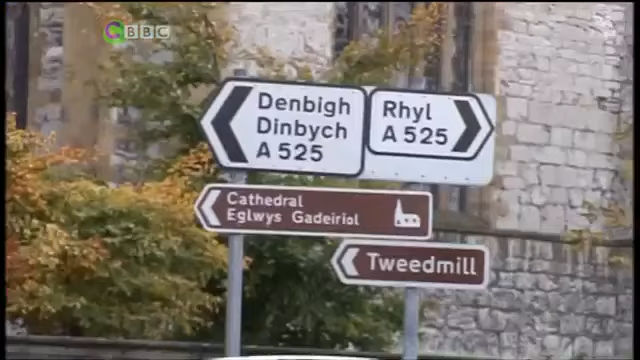 BBC
Denbigh
Dinbych
A 525
Rhyl
A 525
Cathedral
Eglwys Gadeiriol
Tweedmill